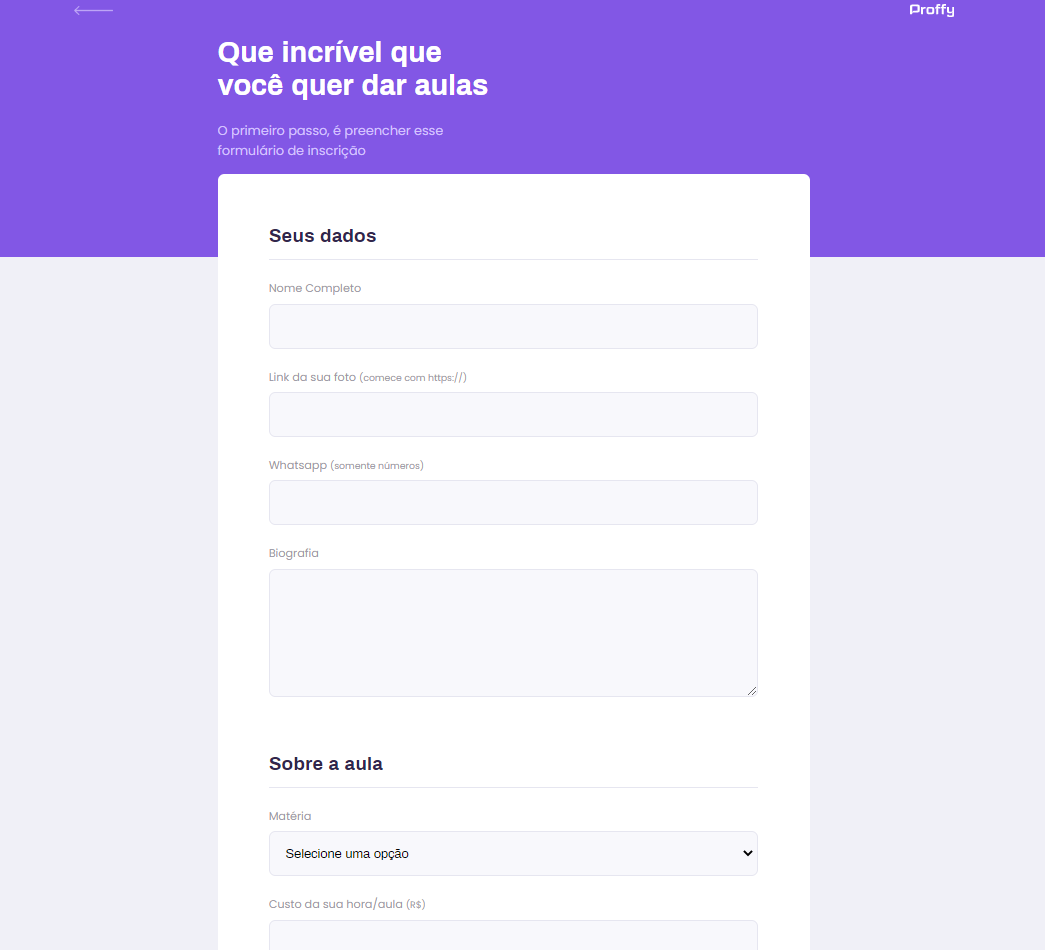 Proffy
Que incrível que
você quer dar aulas
O primeiro passo, é preencher esse
formulário de inscrição
Seus dados
Nome Completo
Link da sua foto (comece com https://)
Whatsapp (somente números)
Biografia
Sobre a aula
Matéria
Selecione uma opção
Custo da sua hora/aula (R$)